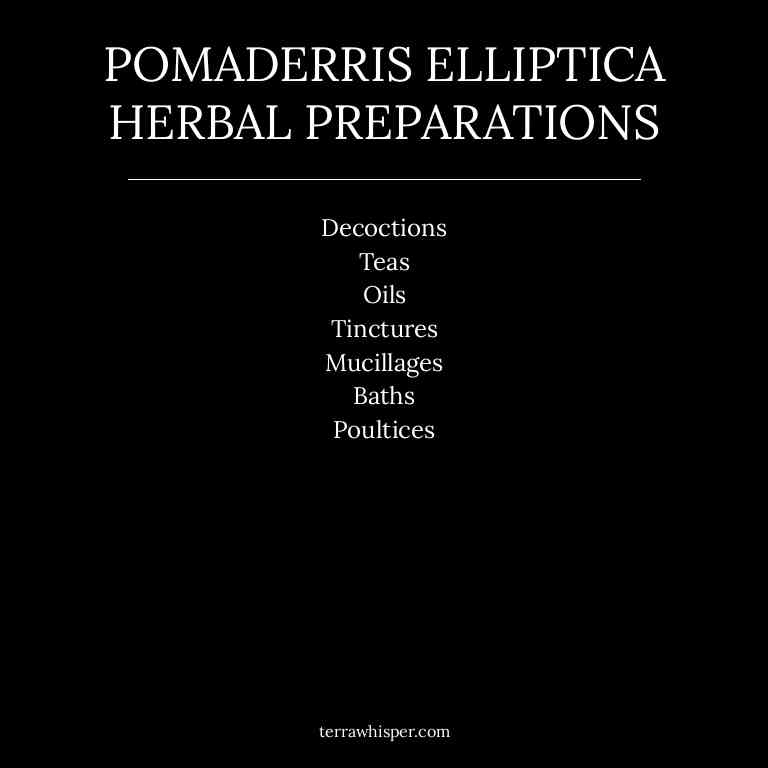 POMADERRIS ELLIPTICA
HERBAL PREPARATIONS
Decoctions
Teas
Oils
Tinctures
Mucillages
Baths
Poultices
terrawhisper.com